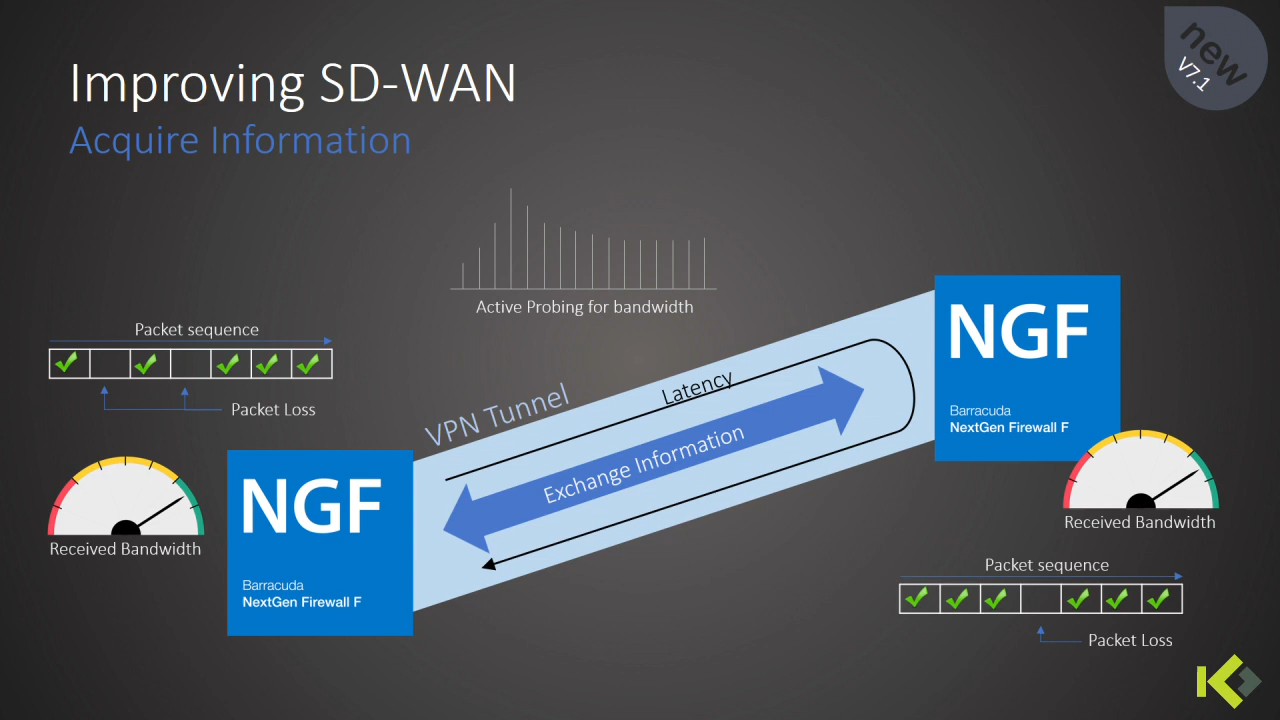 Improving SD-WAN
Acquire Information
new
V7.1
Active Probing for bandwidth
Packet sequence
Packet Loss
Received Bandwidth
NGF
Barracuda
NextGen Firewall F
VPN Tunnel
Latency
Exchange Information
NGF
Barracuda
NextGen Firewall F
Received Bandwidth
Packet sequence
Packet Loss